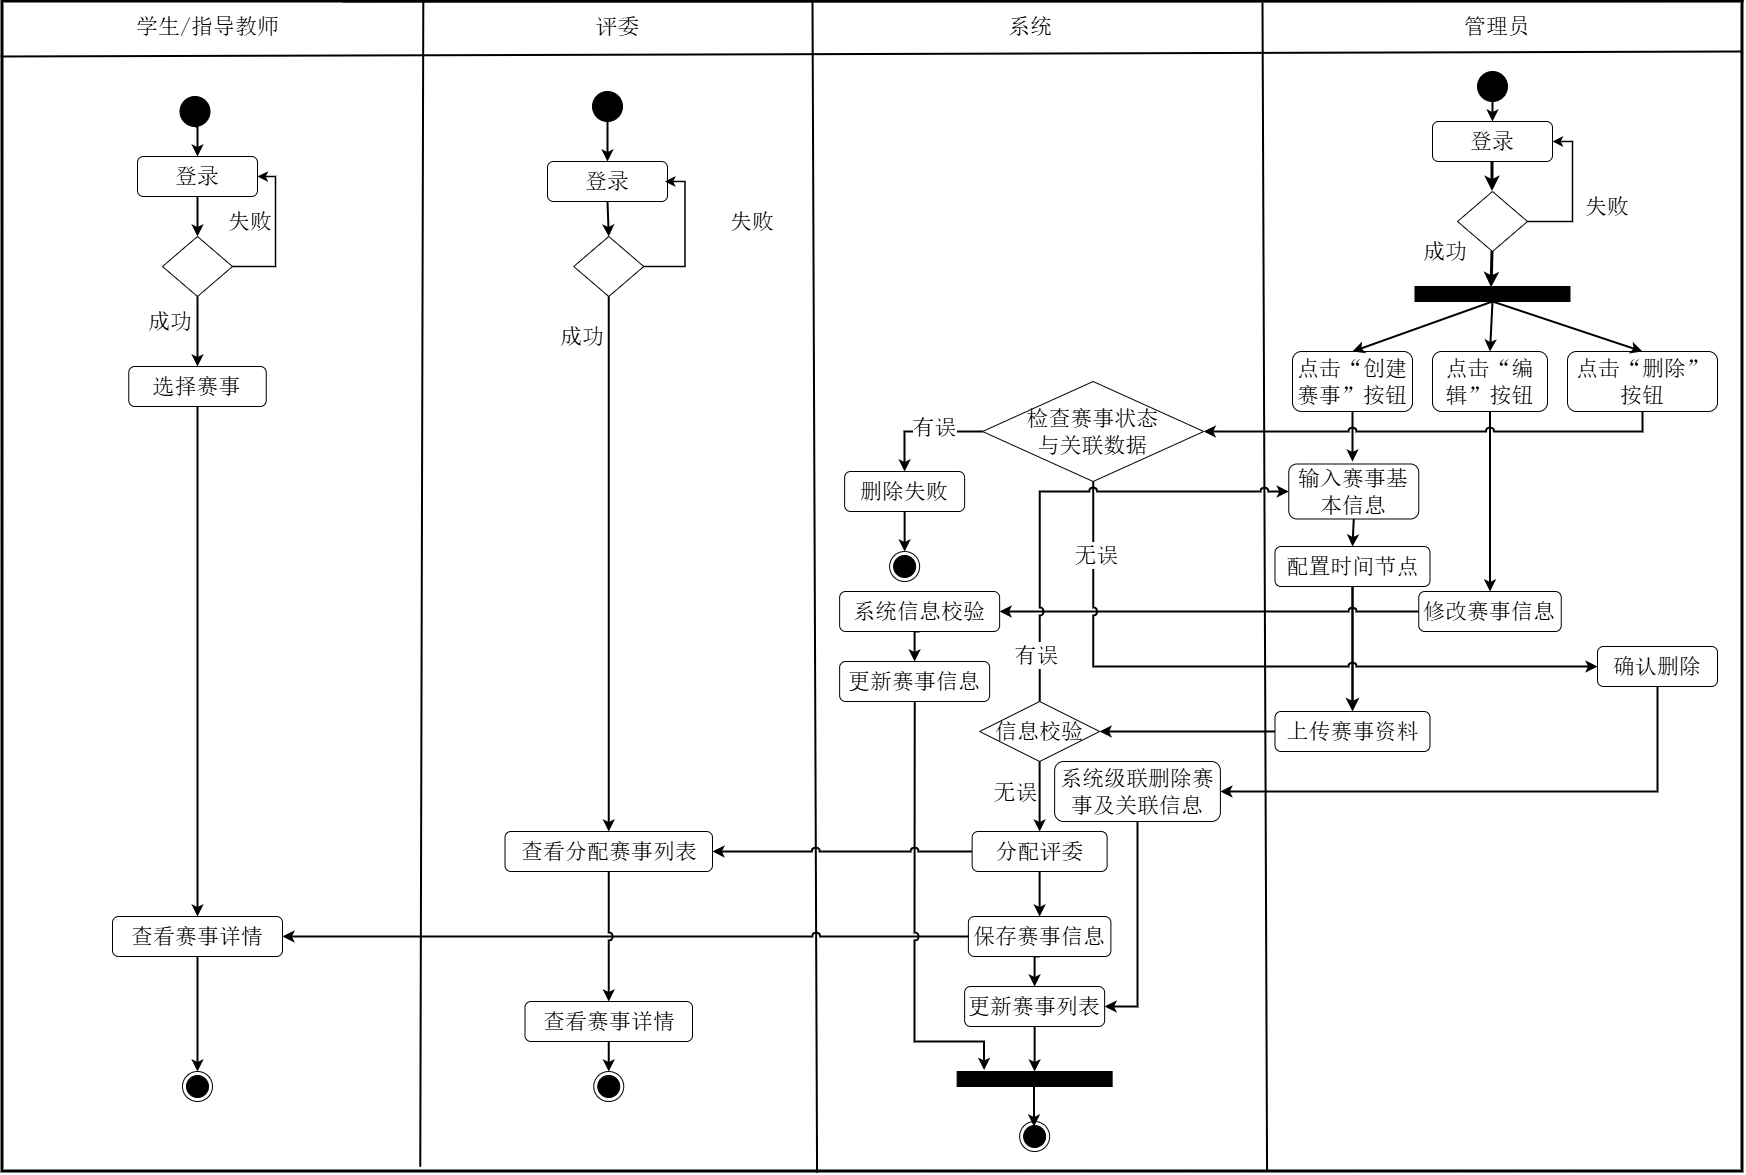 学生/指导教师
评委
系统
管理员
登录
失败
成功
选择赛事
查看赛事详情
登录
失败
成功
查看分配赛事列表
查看赛事详情
检查赛事状态
与关联数据
有误
删除失败
无误
系统信息校验
更新赛事信息
有误
信息校验
无误
系统级联删除赛
事及关联信息
分配评委
保存赛事信息
更新赛事列表
登录
失败
成功
点击“创建
赛事”按钮
点击“编
辑”按钮
点击“删除”
按钮
输入赛事基
本信息
配置时间节点
修改赛事信息
确认删除
上传赛事资料